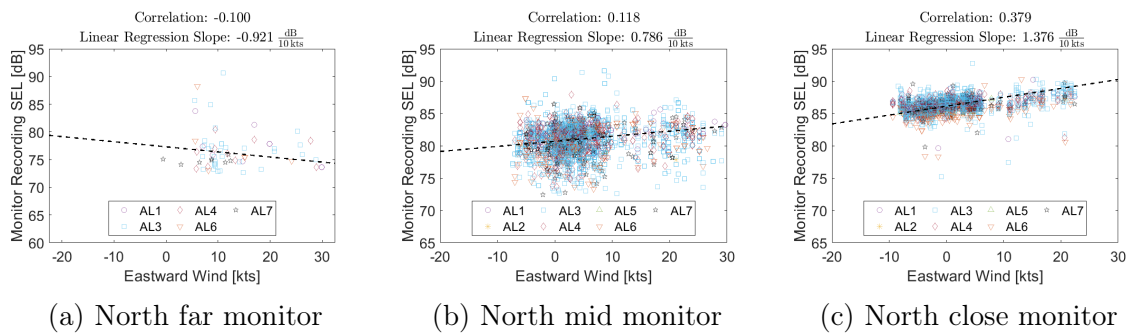 Correlation: -0.100
Linear Regression Slope: -0.921 dB/10 kts
Monitor Recording SEL [dB]
95
90
85
80
75
70
65
60
AL1 AL4 AL7
AL3 AL6
-20 -10 0 10 20 30
Eastward Wind [kts]
(a) North far monitor
Correlation: 0.118
Linear Regression Slope: 0.786 dB/10 kts
Monitor Recording SEL [dB]
95
90
85
80
75
70
65
AL1 AL3 AL5 AL7
AL2 AL4 AL6
-20 -10 0 10 20 30
Eastward Wind [kts]
(b) North mid monitor
Correlation: 0.379
Linear Regression Slope: 1.376 dB/10 kts
Monitor Recording SEL [dB]
95
90
85
80
75
70
65
AL1 AL3 AL5 AL7
AL2 AL4 AL6
-20 -10 0 10 20 30
Eastward Wind [kts]
(c) North close monitor